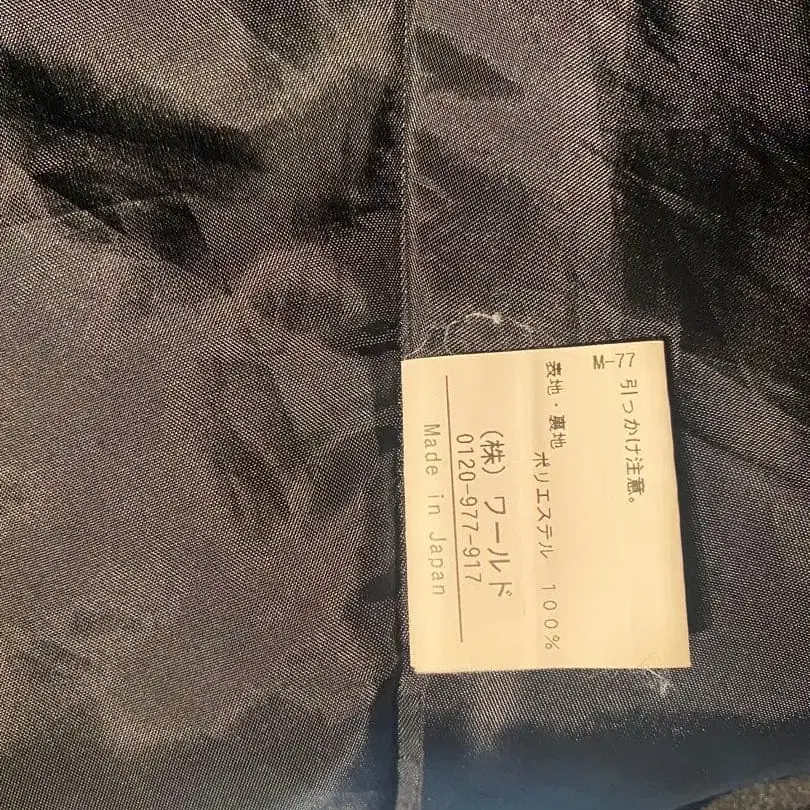 M-77
引っかけ注意。
表地・裏地
ポリエステル 100%
(株) ワールド
0120-977-917
Made in Japan